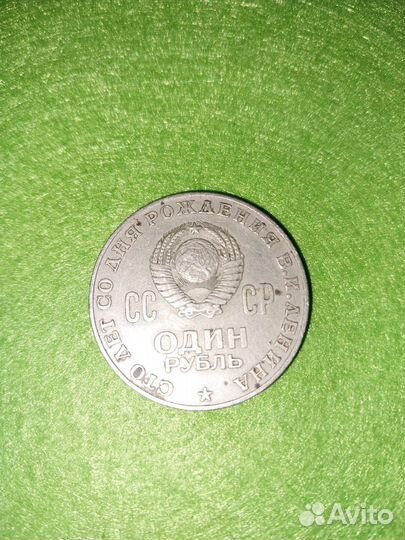 СТО ЛЕТ СО ДНЯ РОЖДЕНИЯ В.И.ЛЕНИНА
СС СР
ОДИН
РУБЛЬ
Avito